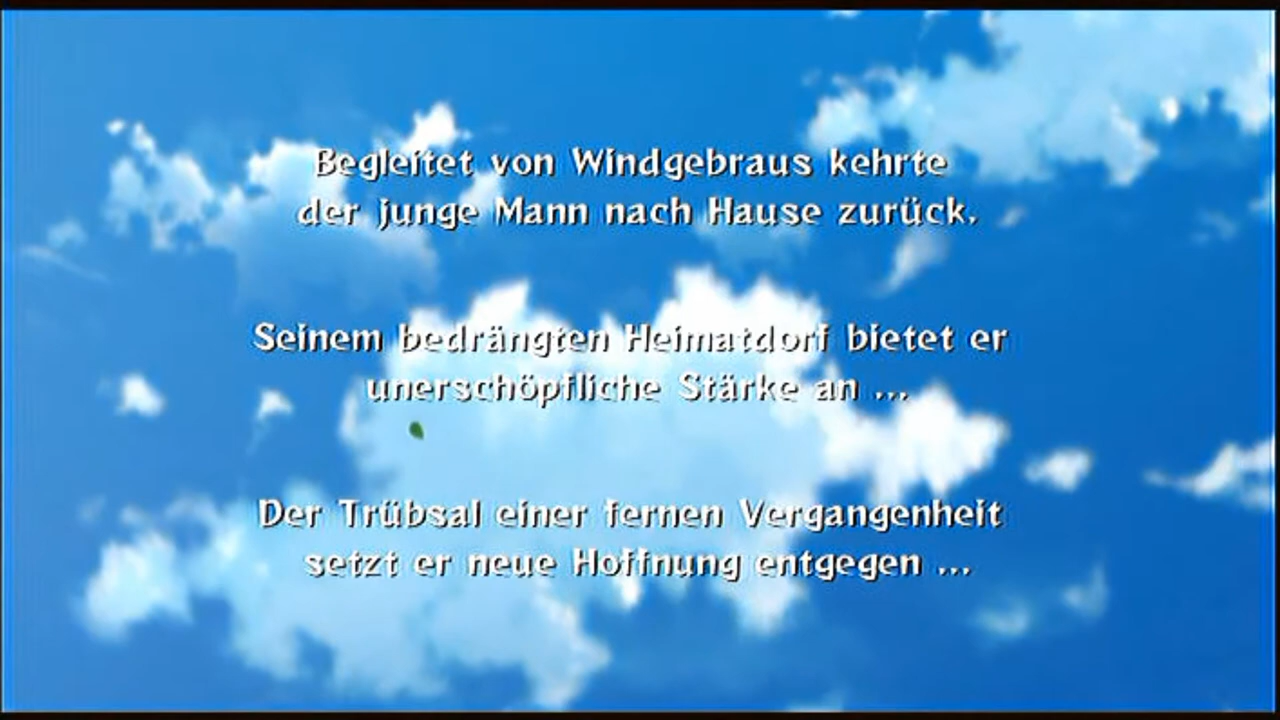 Begleitet von Windgebraus kehrte
der junge Mann nach Hause zurück.
Seinem bedrängten Heimatdorf bietet er
unerschöpfliche Stärke an ...
Der Trübsal einer fernen Vergangenheit
setzt er neue Hoffnung entgegen ...